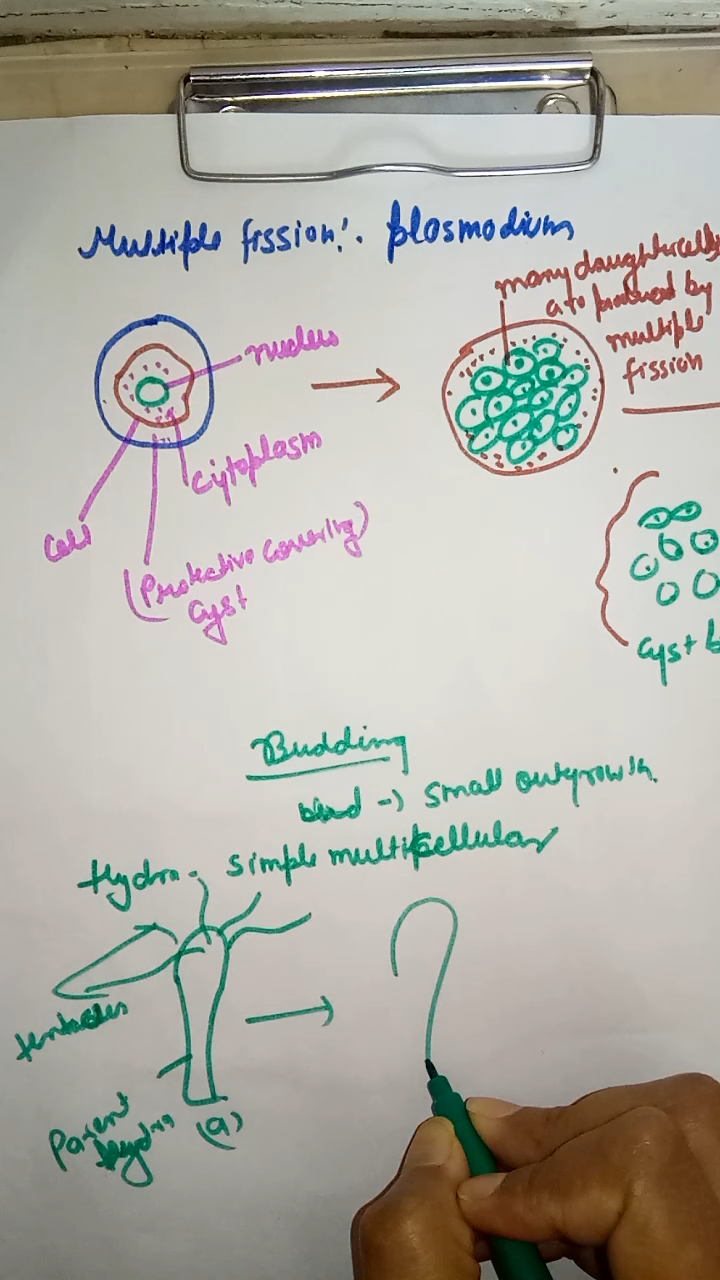 Multiple fission:. plasmodium
many daughter cells
are produced by
multiple
fission
nucleus
Cytoplasm
Cell
(Protective covering)
Cyst
Cyst b
Budding
bud → small outgrowth.
Hydra - simple multicellular
tentacles
Parent
hydra
(a)